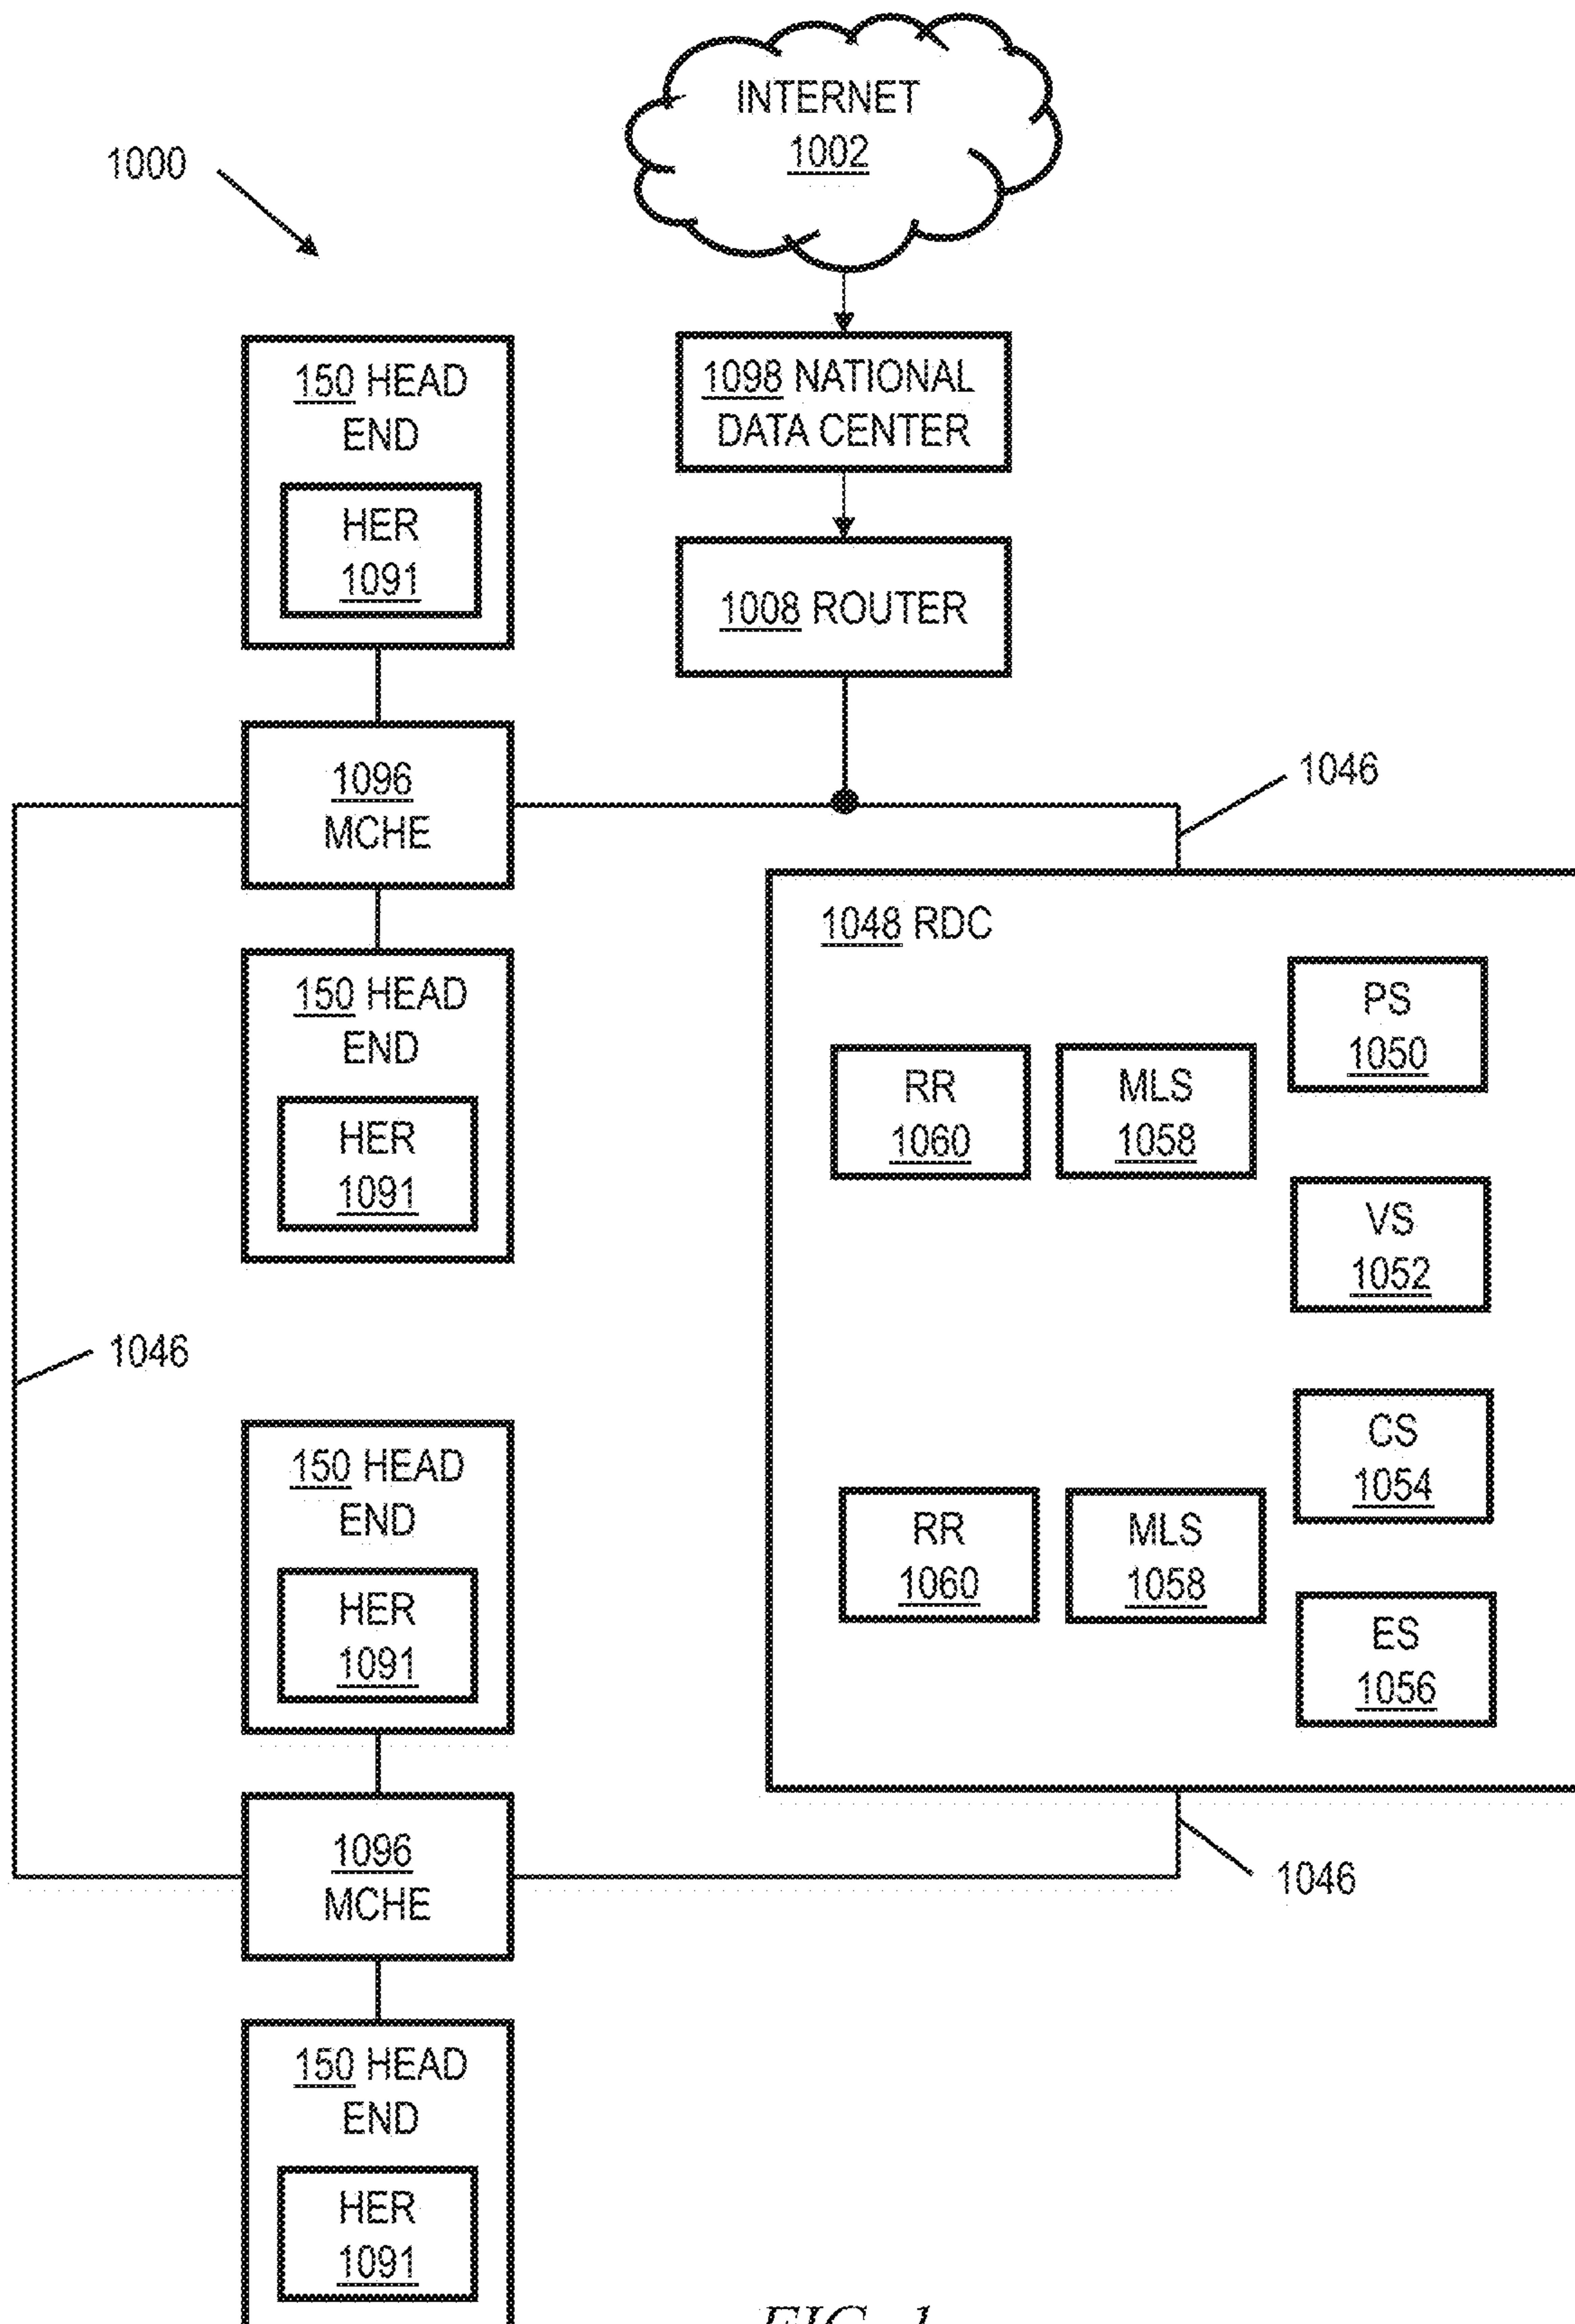 INTERNET
1002
1000
150 HEAD
END
HER
1091
1098 NATIONAL
DATA CENTER
1008 ROUTER
1096
MCHE
1046
150 HEAD
END
HER
1091
1048 RDC
PS
1050
RR
1060
MLS
1058
VS
1052
1046
CS
1054
150 HEAD
END
HER
1091
RR
1060
MLS
1058
ES
1056
1096
MCHE
1046
150 HEAD
END
HER
1091
FIG. 1